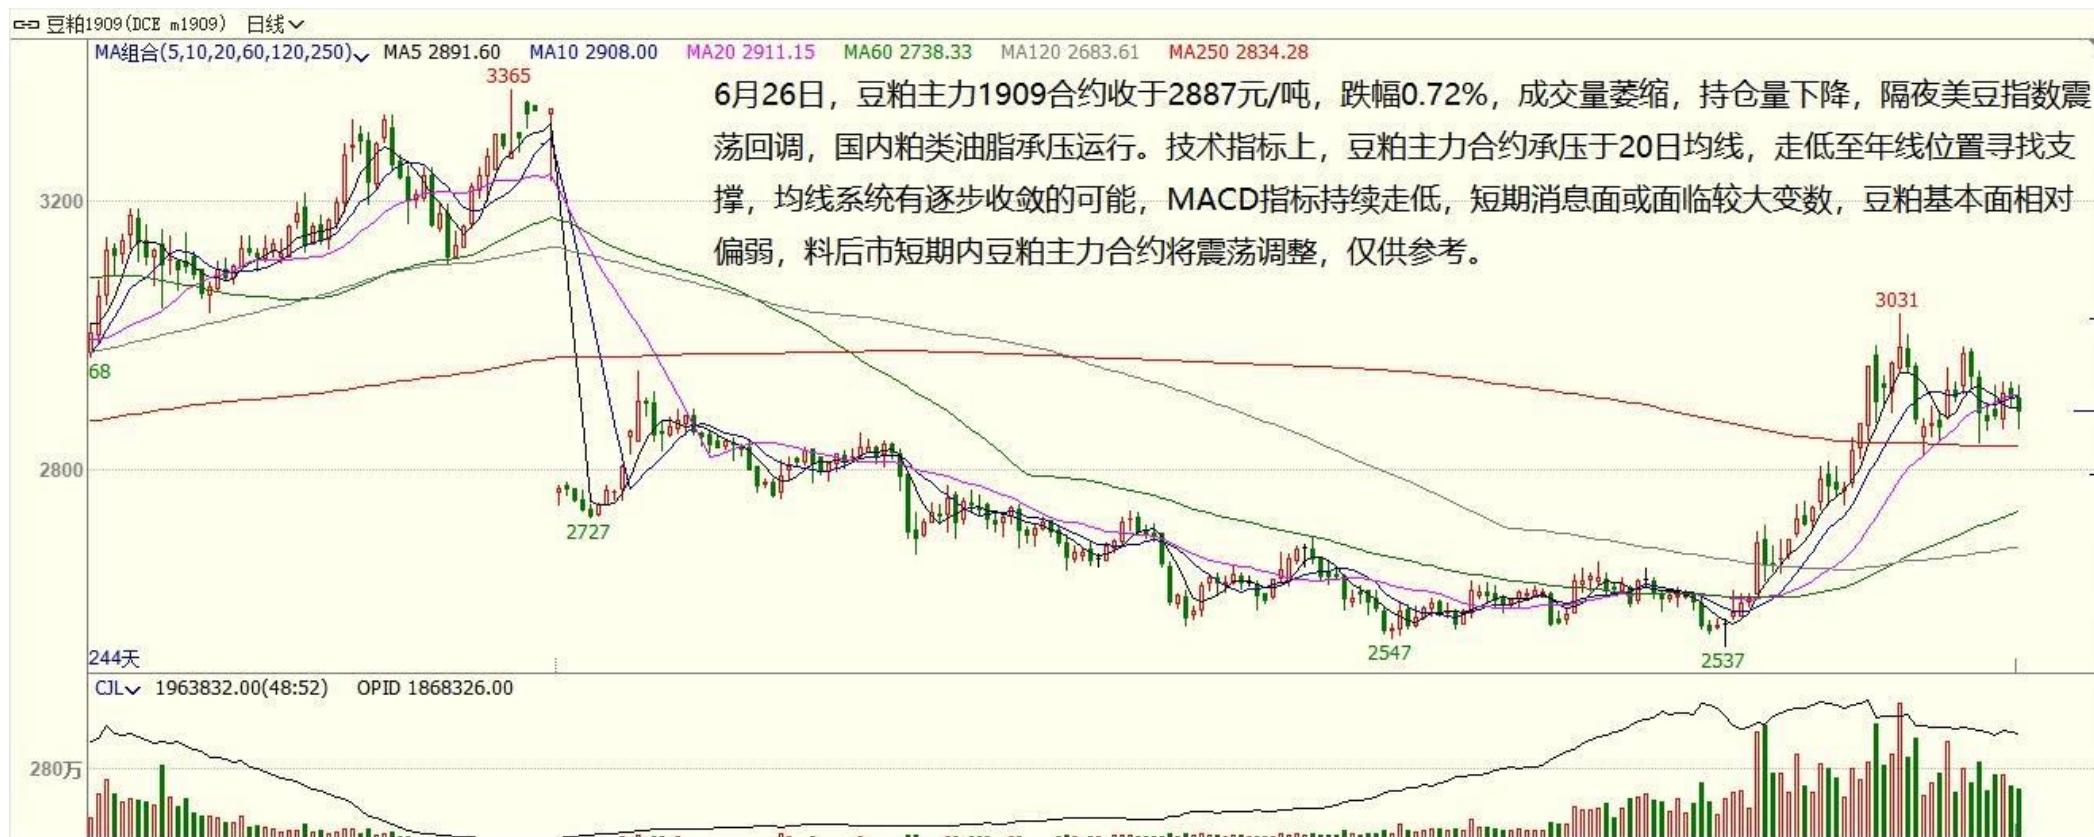 豆粕1909(DCE m1909) 日线
MA组合(5,10,20,60,120,250) MA5 2891.60 MA10 2908.00 MA20 2911.15 MA60 2738.33 MA120 2683.61 MA250 2834.28
3365
6月26日，豆粕主力1909合约收于2887元/吨，跌幅0.72%，成交量萎缩，持仓量下降，隔夜美豆指数震
荡回调，国内粕类油脂承压运行。技术指标上，豆粕主力合约承压于20日均线，走低至年线位置寻找支
撑，均线系统有逐步收敛的可能，MACD指标持续走低，短期消息面或面临较大变数，豆粕基本面相对
偏弱，料后市短期内豆粕主力合约将震荡调整，仅供参考。
3200
3031
68
2800
2727
2547
2537
244天
CJL 1963832.00(48:52) OPID 1868326.00
280万